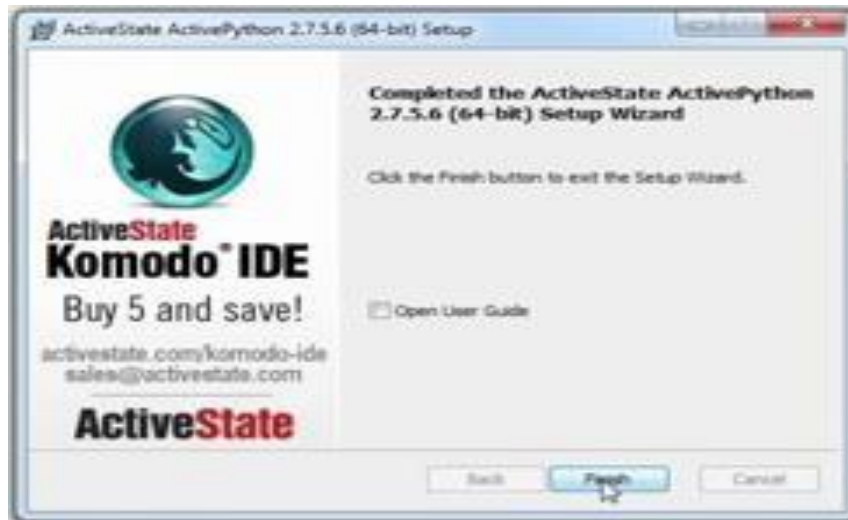 ActiveState ActivePython 2.7.5.6 (64-bit) Setup
Completed the ActiveState ActivePython
2.7.5.6 (64-bit) Setup Wizard
Click the Finish button to exit the Setup Wizard.
ActiveState
Komodo® IDE
Buy 5 and save!
Open User Guide
activestate.com/komodo-ide
sales@activestate.com
ActiveState
Back
Finish
Cancel